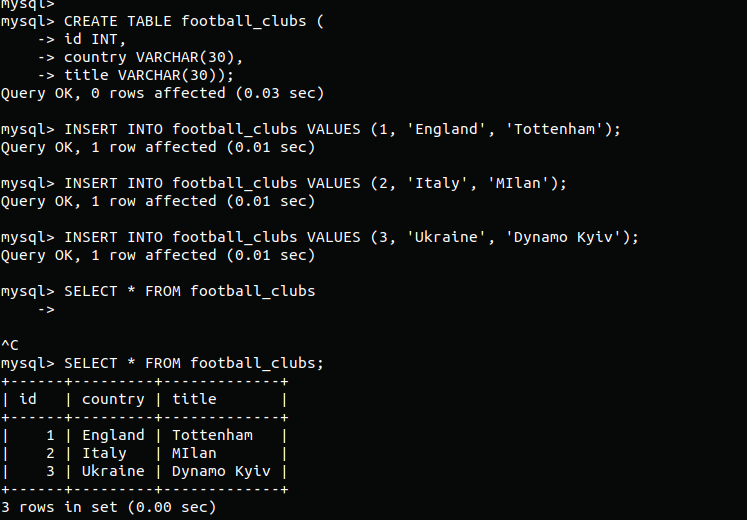 mysql>
mysql> CREATE TABLE football_clubs (
    -> id INT,
    -> country VARCHAR(30),
    -> title VARCHAR(30));
Query OK, 0 rows affected (0.03 sec)

mysql> INSERT INTO football_clubs VALUES (1, 'England', 'Tottenham');
Query OK, 1 row affected (0.01 sec)

mysql> INSERT INTO football_clubs VALUES (2, 'Italy', 'MIlan');
Query OK, 1 row affected (0.01 sec)

mysql> INSERT INTO football_clubs VALUES (3, 'Ukraine', 'Dynamo Kyiv');
Query OK, 1 row affected (0.01 sec)

mysql> SELECT * FROM football_clubs
    ->

^C
mysql> SELECT * FROM football_clubs;
+------+---------+-------------+
| id   | country | title       |
+------+---------+-------------+
|    1 | England | Tottenham   |
|    2 | Italy   | MIlan       |
|    3 | Ukraine | Dynamo Kyiv |
+------+---------+-------------+
3 rows in set (0.00 sec)